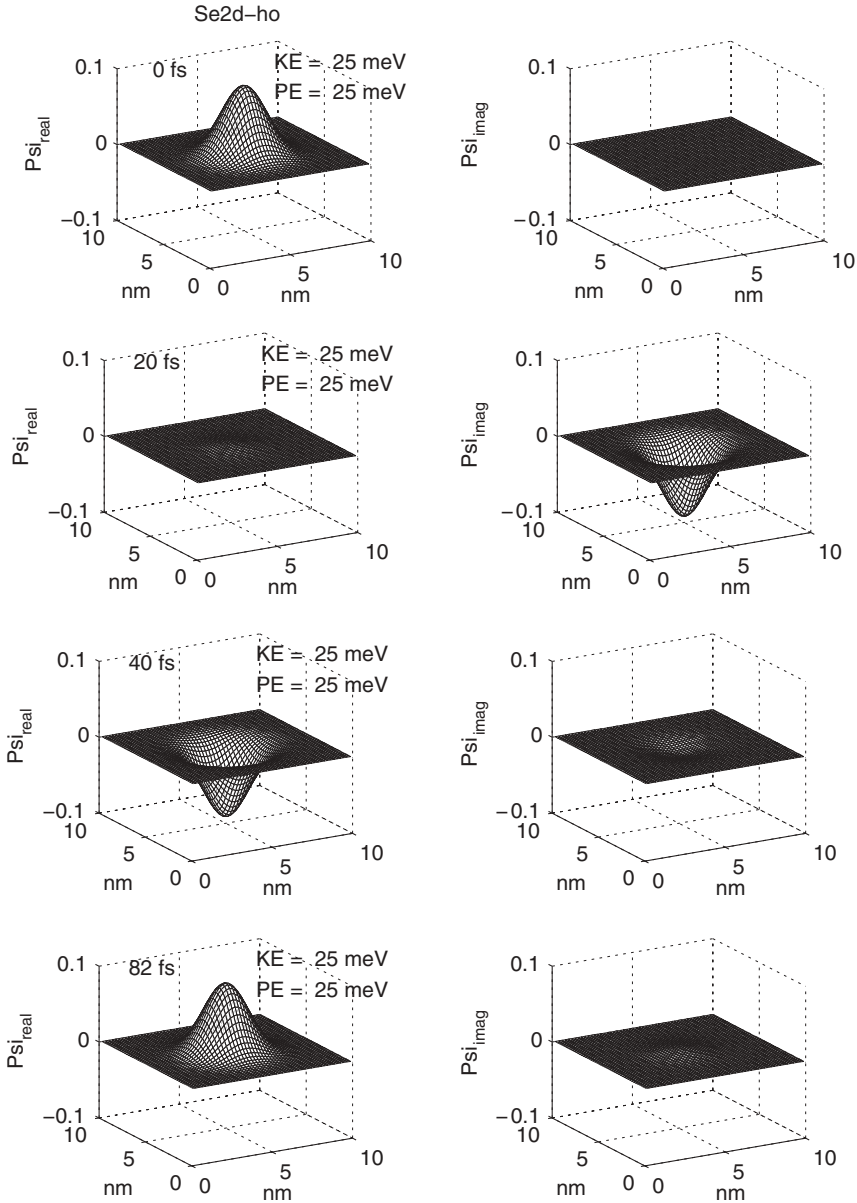 Se2d−ho
0.1
0 fs
KE = 25 meV
PE = 25 meV
Psi_real
0
−0.1
10
5
nm
0 0
5
nm
10
0.1
Psi_imag
0
−0.1
10
5
nm
0 0
5
nm
10
0.1
20 fs
KE = 25 meV
PE = 25 meV
Psi_real
0
−0.1
10
5
nm
0 0
5
nm
10
0.1
Psi_imag
0
−0.1
10
5
nm
0 0
5
nm
10
0.1
40 fs
KE = 25 meV
PE = 25 meV
Psi_real
0
−0.1
10
5
nm
0 0
5
nm
10
0.1
Psi_imag
0
−0.1
10
5
nm
0 0
5
nm
10
0.1
82 fs
KE = 25 meV
PE = 25 meV
Psi_real
0
−0.1
10
5
nm
0 0
5
nm
10
0.1
Psi_imag
0
−0.1
10
5
nm
0 0
5
nm
10